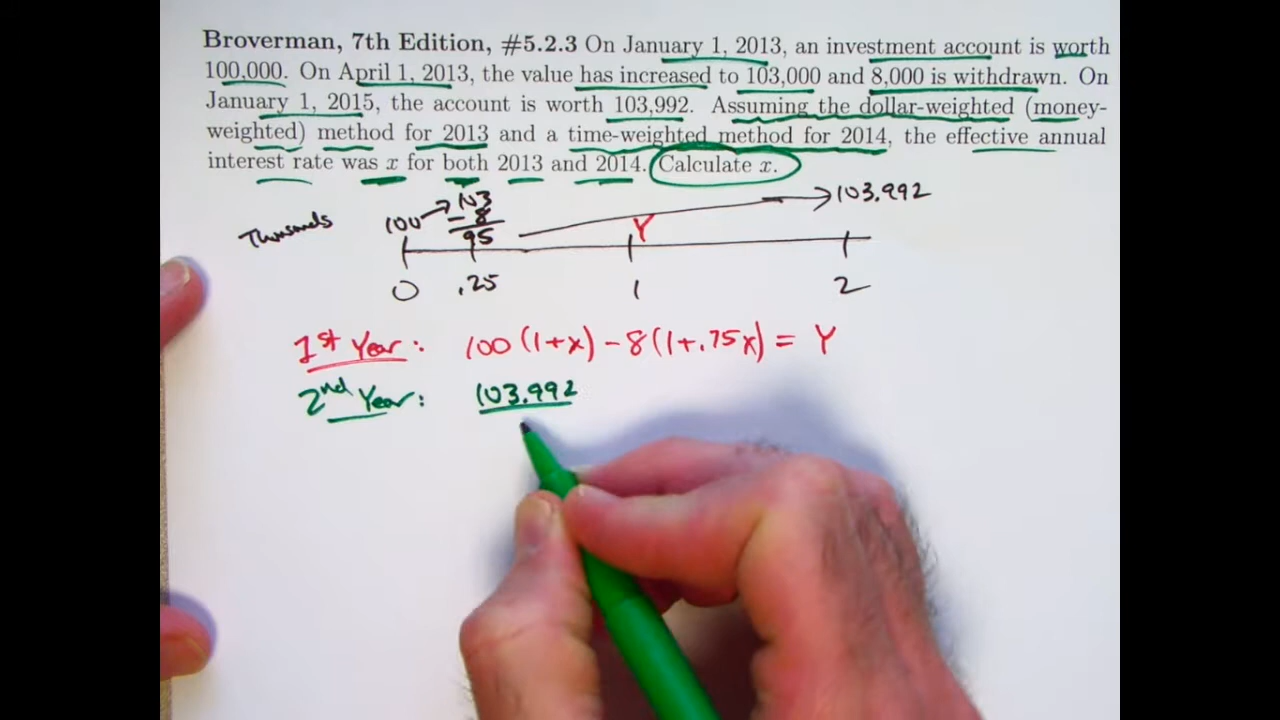 Broverman, 7th Edition, #5.2.3 On January 1, 2013, an investment account is worth
100,000. On April 1, 2013, the value has increased to 103,000 and 8,000 is withdrawn. On
January 1, 2015, the account is worth 103,992. Assuming the dollar-weighted (money-
weighted) method for 2013 and a time-weighted method for 2014, the effective annual
interest rate was x for both 2013 and 2014. Calculate x.
Thousands 100 103 103.992
-8 Y
95
0 .25 1 2
1st Year: 100(1+x) - 8(1+.75x) = Y
2nd Year: 103.992